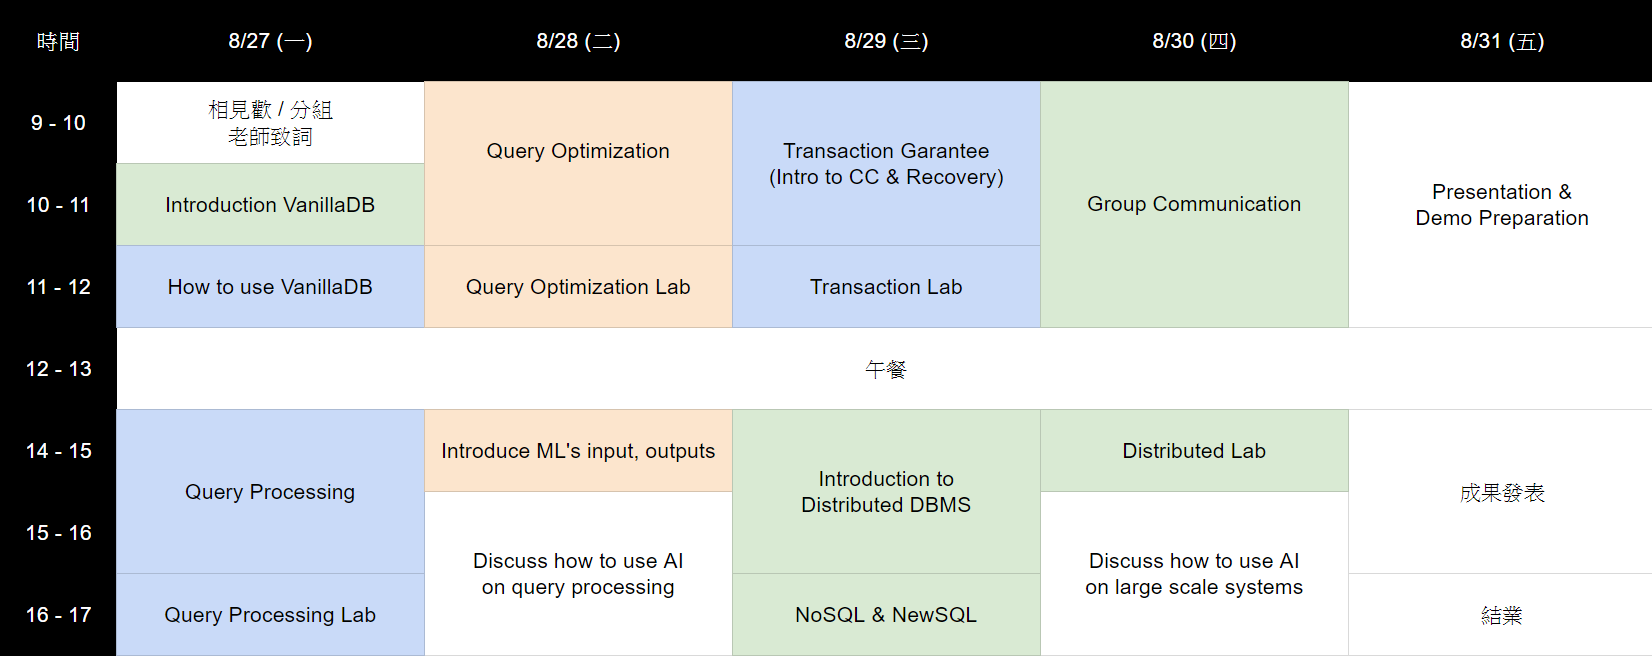 時間
8/27 (一)
8/28 (二)
8/29 (三)
8/30 (四)
8/31 (五)
9 - 10
相見歡 / 分組
老師致詞
Query Optimization
Transaction Garantee
(Intro to CC & Recovery)
Group Communication
Presentation &
Demo Preparation
10 - 11
Introduction VanillaDB
11 - 12
How to use VanillaDB
Query Optimization Lab
Transaction Lab
12 - 13
午餐
14 - 15
Query Processing
Introduce ML's input, outputs
Introduction to
Distributed DBMS
Distributed Lab
成果發表
15 - 16
Discuss how to use AI
on query processing
Discuss how to use AI
on large scale systems
16 - 17
Query Processing Lab
NoSQL & NewSQL
結業